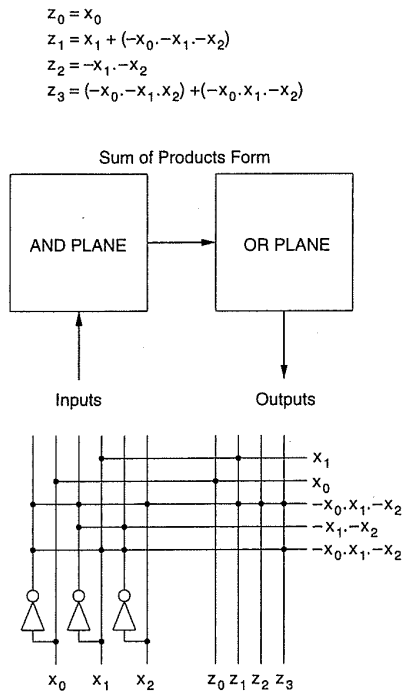 z0 = x0
z1 = x1 + (–x0.–x1.–x2)
z2 = –x1.–x2
z3 = (–x0.–x1.x2) +(–x0.x1.–x2)
Sum of Products Form
AND PLANE
OR PLANE
Inputs
Outputs
x1
x0
–x0.x1.–x2
–x1.–x2
–x0.x1.–x2
x0 x1 x2 z0 z1 z2 z3